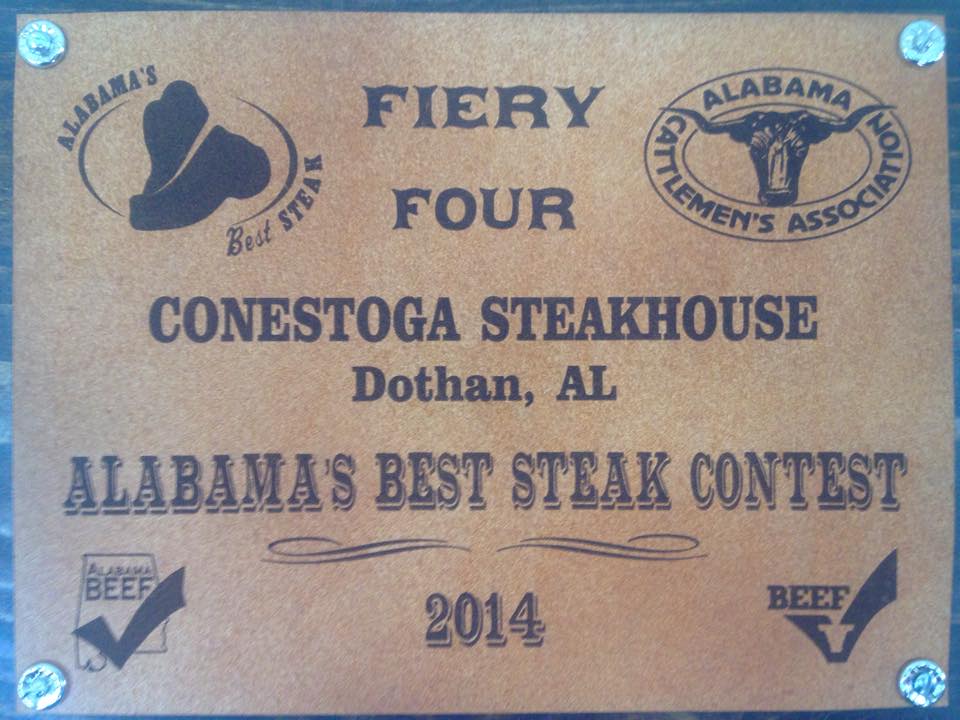 ALABAMA'S
Best STEAK
FIERY
FOUR
ALABAMA
CATTLEMEN'S ASSOCIATION
CONESTOGA STEAKHOUSE
Dothan, AL
ALABAMA'S BEST STEAK CONTEST
ALABAMA
BEEF
2014
BEEF